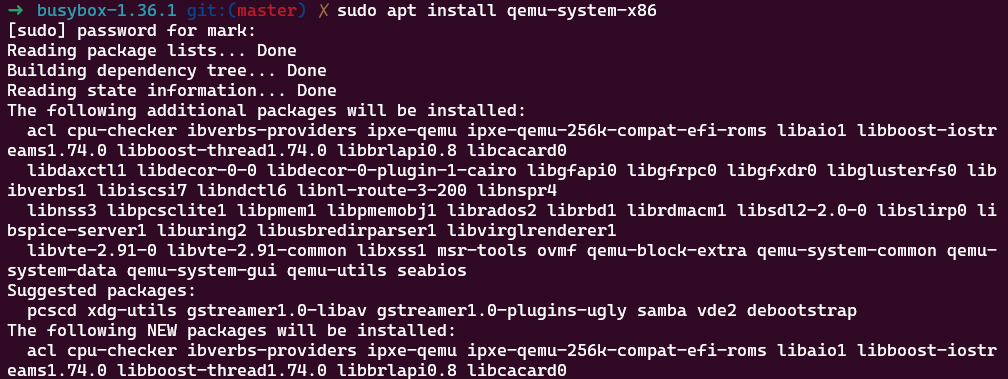 ➜ busybox-1.36.1 git:(master) ✗ sudo apt install qemu-system-x86
[sudo] password for mark:
Reading package lists... Done
Building dependency tree... Done
Reading state information... Done
The following additional packages will be installed:
  acl cpu-checker ibverbs-providers ipxe-qemu ipxe-qemu-256k-compat-efi-roms libaio1 libboost-iostr
eams1.74.0 libboost-thread1.74.0 libbrlapi0.8 libcacard0
  libdaxctl1 libdecor-0-0 libdecor-0-plugin-1-cairo libgfapi0 libgfrpc0 libgfxdr0 libglusterfs0 lib
ibverbs1 libiscsi7 libndctl6 libnl-route-3-200 libnspr4
  libnss3 libpcsclite1 libpmem1 libpmemobj1 librados2 librbd1 librdmacm1 libsdl2-2.0-0 libslirp0 li
bspice-server1 liburing2 libusbredirparser1 libvirglrenderer1
  libvte-2.91-0 libvte-2.91-common libxss1 msr-tools ovmf qemu-block-extra qemu-system-common qemu-
system-data qemu-system-gui qemu-utils seabios
Suggested packages:
  pcscd xdg-utils gstreamer1.0-libav gstreamer1.0-plugins-ugly samba vde2 debootstrap
The following NEW packages will be installed:
  acl cpu-checker ibverbs-providers ipxe-qemu ipxe-qemu-256k-compat-efi-roms libaio1 libboost-iostr
eams1.74.0 libboost-thread1.74.0 libbrlapi0.8 libcacard0